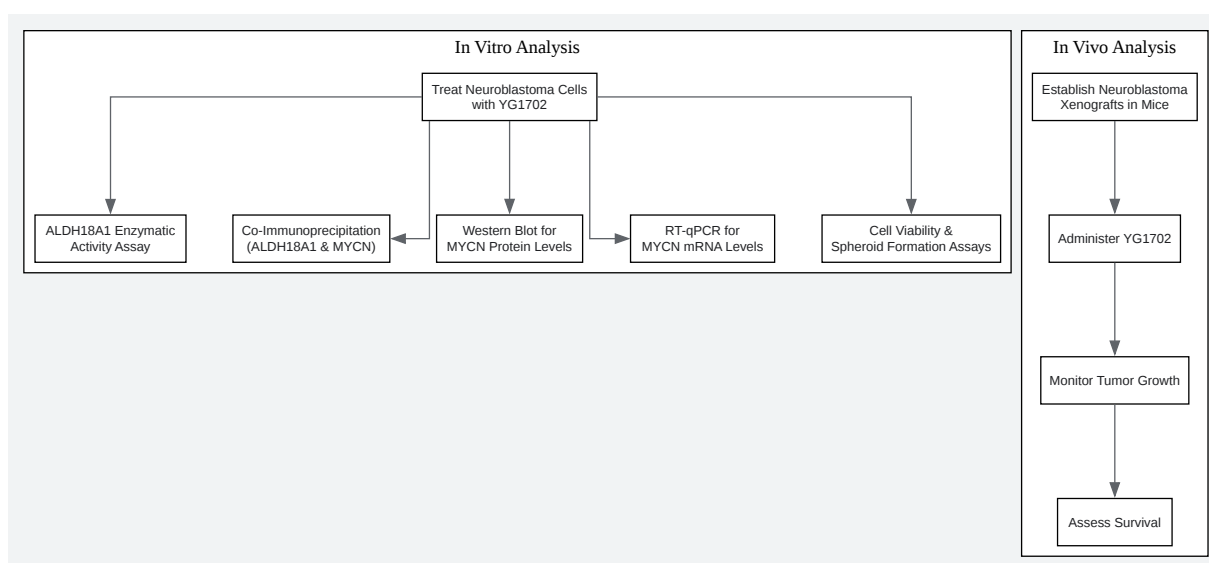 In Vitro Analysis
Treat Neuroblastoma Cells
with YG1702
ALDH18A1 Enzymatic
Activity Assay
Co-Immunoprecipitation
(ALDH18A1 & MYCN)
Western Blot for
MYCN Protein Levels
RT-qPCR for
MYCN mRNA Levels
Cell Viability &
Spheroid Formation Assays
In Vivo Analysis
Establish Neuroblastoma
Xenografts in Mice
Administer YG1702
Monitor Tumor Growth
Assess Survival